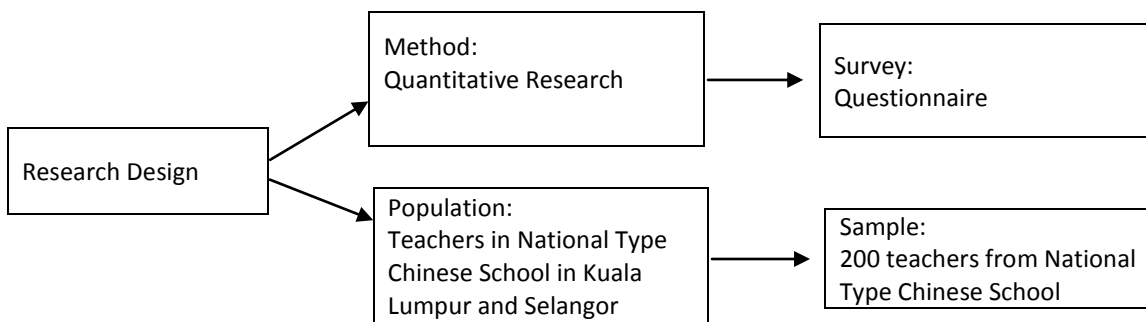 Research Design
Method:
Quantitative Research
Survey:
Questionnaire
Population:
Teachers in National Type
Chinese School in Kuala
Lumpur and Selangor
Sample:
200 teachers from National
Type Chinese School